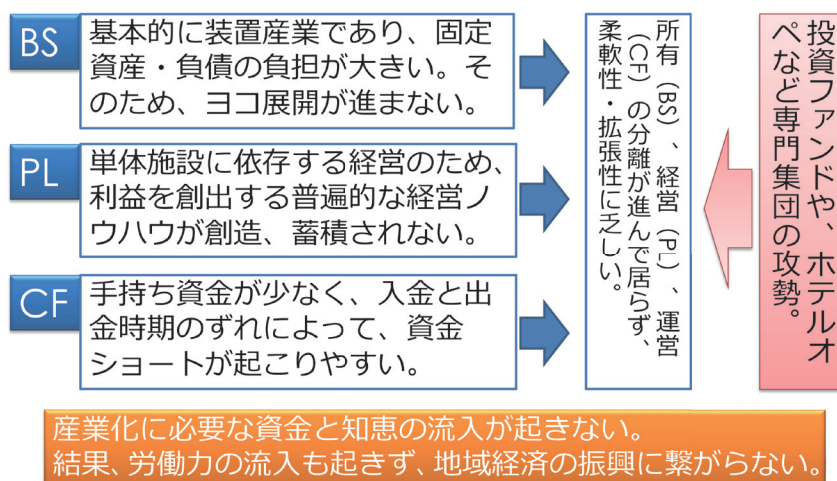 BS
基本的に装置産業であり、固定
資産・負債の負担が大きい。そ
のため、ヨコ展開が進まない。
PL
単体施設に依存する経営のため、
利益を創出する普遍的な経営ノ
ウハウが創造、蓄積されない。
CF
手持ち資金が少なく、入金と出
金時期のずれによって、資金
ショートが起こりやすい。
所有（BS）、経営（PL）、運営
（CF）の分離が進んで居らず、
柔軟性・拡張性に乏しい。
投資ファンドや、ホテルオ
ペなど専門集団の攻勢。
産業化に必要な資金と知恵の流入が起きない。
結果、労働力の流入も起きず、地域経済の振興に繋がらない。